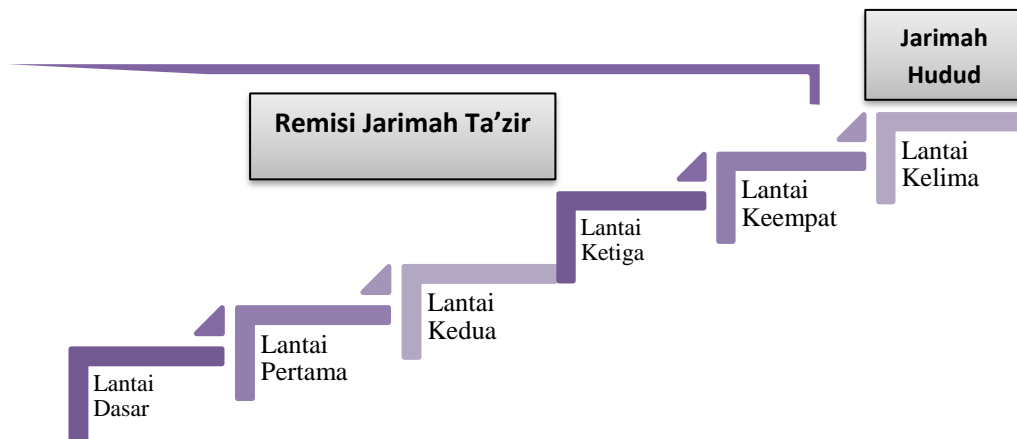 Jarimah
Hudud
Remisi Jarimah Ta’zir
Lantai
Kelima
Lantai
Keempat
Lantai
Ketiga
Lantai
Kedua
Lantai
Pertama
Lantai
Dasar